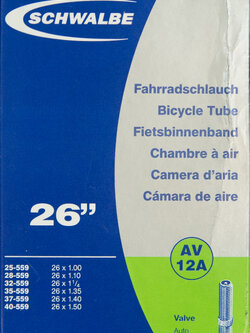 SCHWALBE
Fahrradschlauch
Bicycle Tube
Fietsbinnenband
Chambre à air
Camera d'aria
Cámara de aire
26"
AV
12A
25-559 26 x 1.00
28-559 26 x 1.10
32-559 26 x 1¹/₄
35-559 26 x 1.35
37-559 26 x 1.40
40-559 26 x 1.50
Valve
Auto